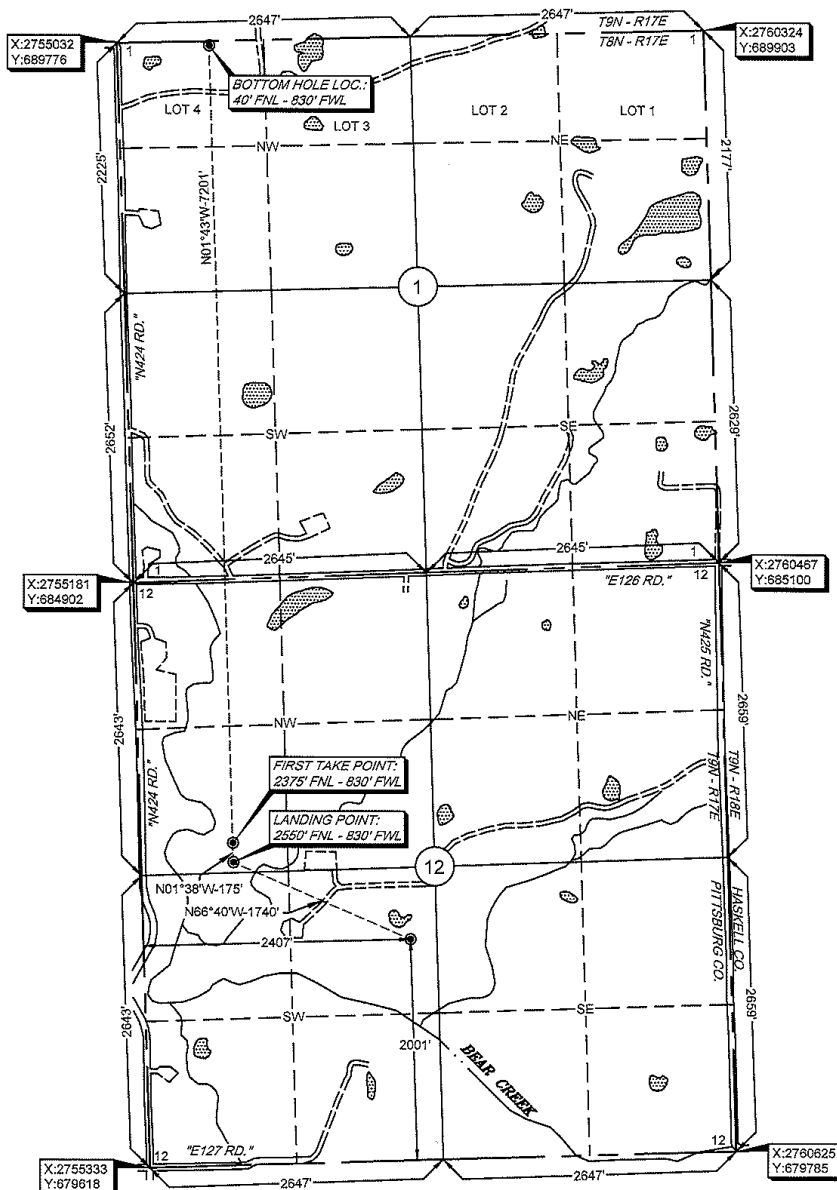 2647'
2647'
T9N - R17E
T8N - R17E
X:2755032
Y:689776
X:2760324
Y:689903
1
1
BOTTOM HOLE LOC.:
40' FNL - 830' FWL
LOT 4
LOT 3
LOT 2
LOT 1
NW
NE
2225'
2177'
N01°43'W-7201'
1
"N424 RD."
SW
SE
2652'
2629'
2645'
2645'
1
1
X:2755181
Y:684902
X:2760467
Y:685100
12
12
"E126 RD."
"N425 RD."
2643'
2659'
NW
NE
"N424 RD."
T9N - R17E
T9N - R18E
FIRST TAKE POINT:
2375' FNL - 830' FWL
LANDING POINT:
2550' FNL - 830' FWL
12
N01°38'W-175'
N66°40'W-1740'
PITTSBURG CO.
HASKELL CO.
2407'
SW
SE
2643'
2659'
2001'
BEAR CREEK
"E127 RD."
12
12
X:2755333
Y:679618
X:2760625
Y:679785
2647'
2647'